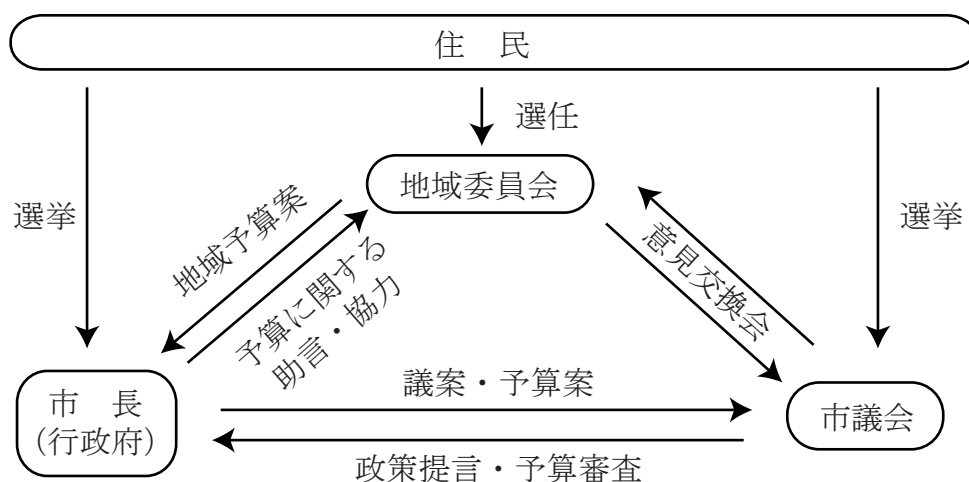 住　民
選任
選挙
選挙
地域委員会
地域予算案
予算に関する
助言・協力
意見交換会
市　長
(行政府)
議案・予算案
市議会
政策提言・予算審査